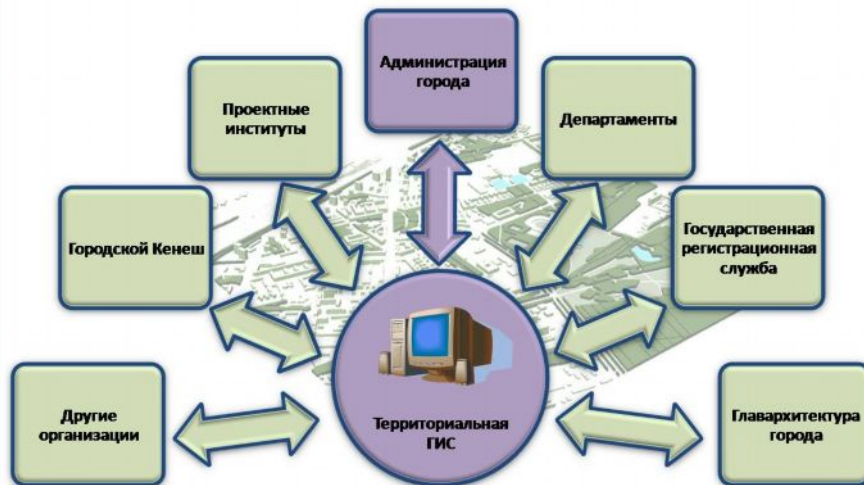 Администрация
города
Проектные
институты
Департаменты
Городской Кенеш
Государственная
регистрационная
служба
Другие
организации
Территориальная
ГИС
Главархитектура
города